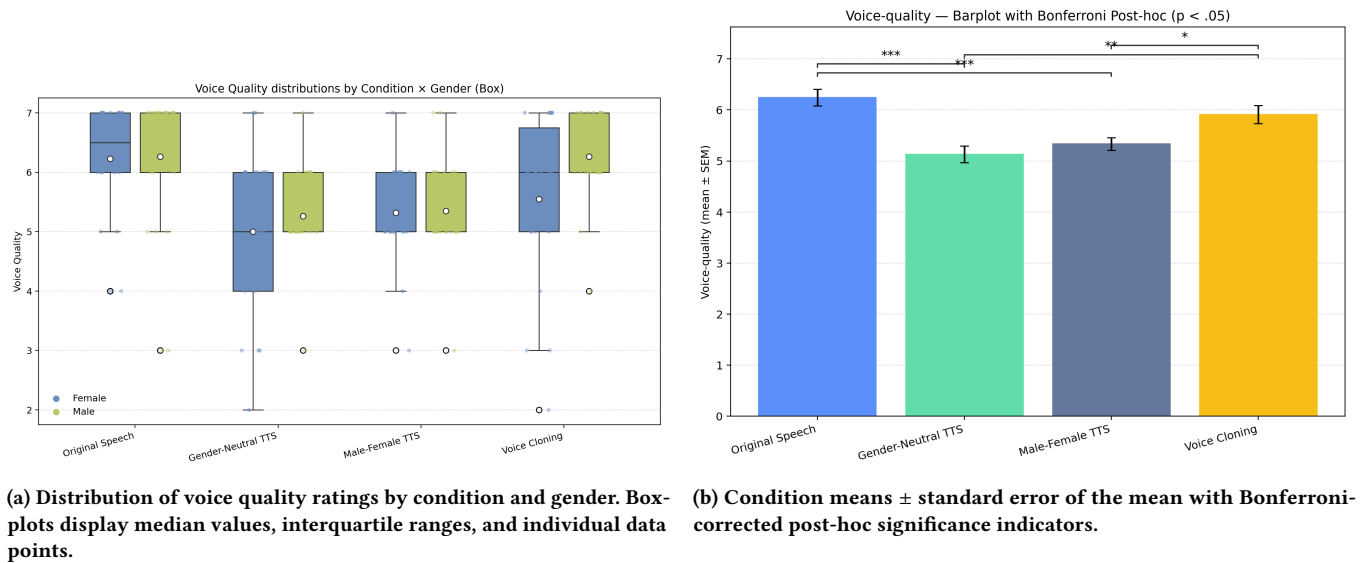 Voice Quality distributions by Condition × Gender (Box)
Voice Quality
7
6
5
4
3
2
Female
Male
Original Speech
Gender-Neutral TTS
Male-Female TTS
Voice Cloning
(a) Distribution of voice quality ratings by condition and gender. Box-
plots display median values, interquartile ranges, and individual data
points.
Voice-quality — Barplot with Bonferroni Post-hoc (p < .05)
Voice-quality (mean ± SEM)
7
6
5
4
3
2
1
0
*
**
***
***
Original Speech
Gender-Neutral TTS
Male-Female TTS
Voice Cloning
(b) Condition means ± standard error of the mean with Bonferroni-
corrected post-hoc significance indicators.